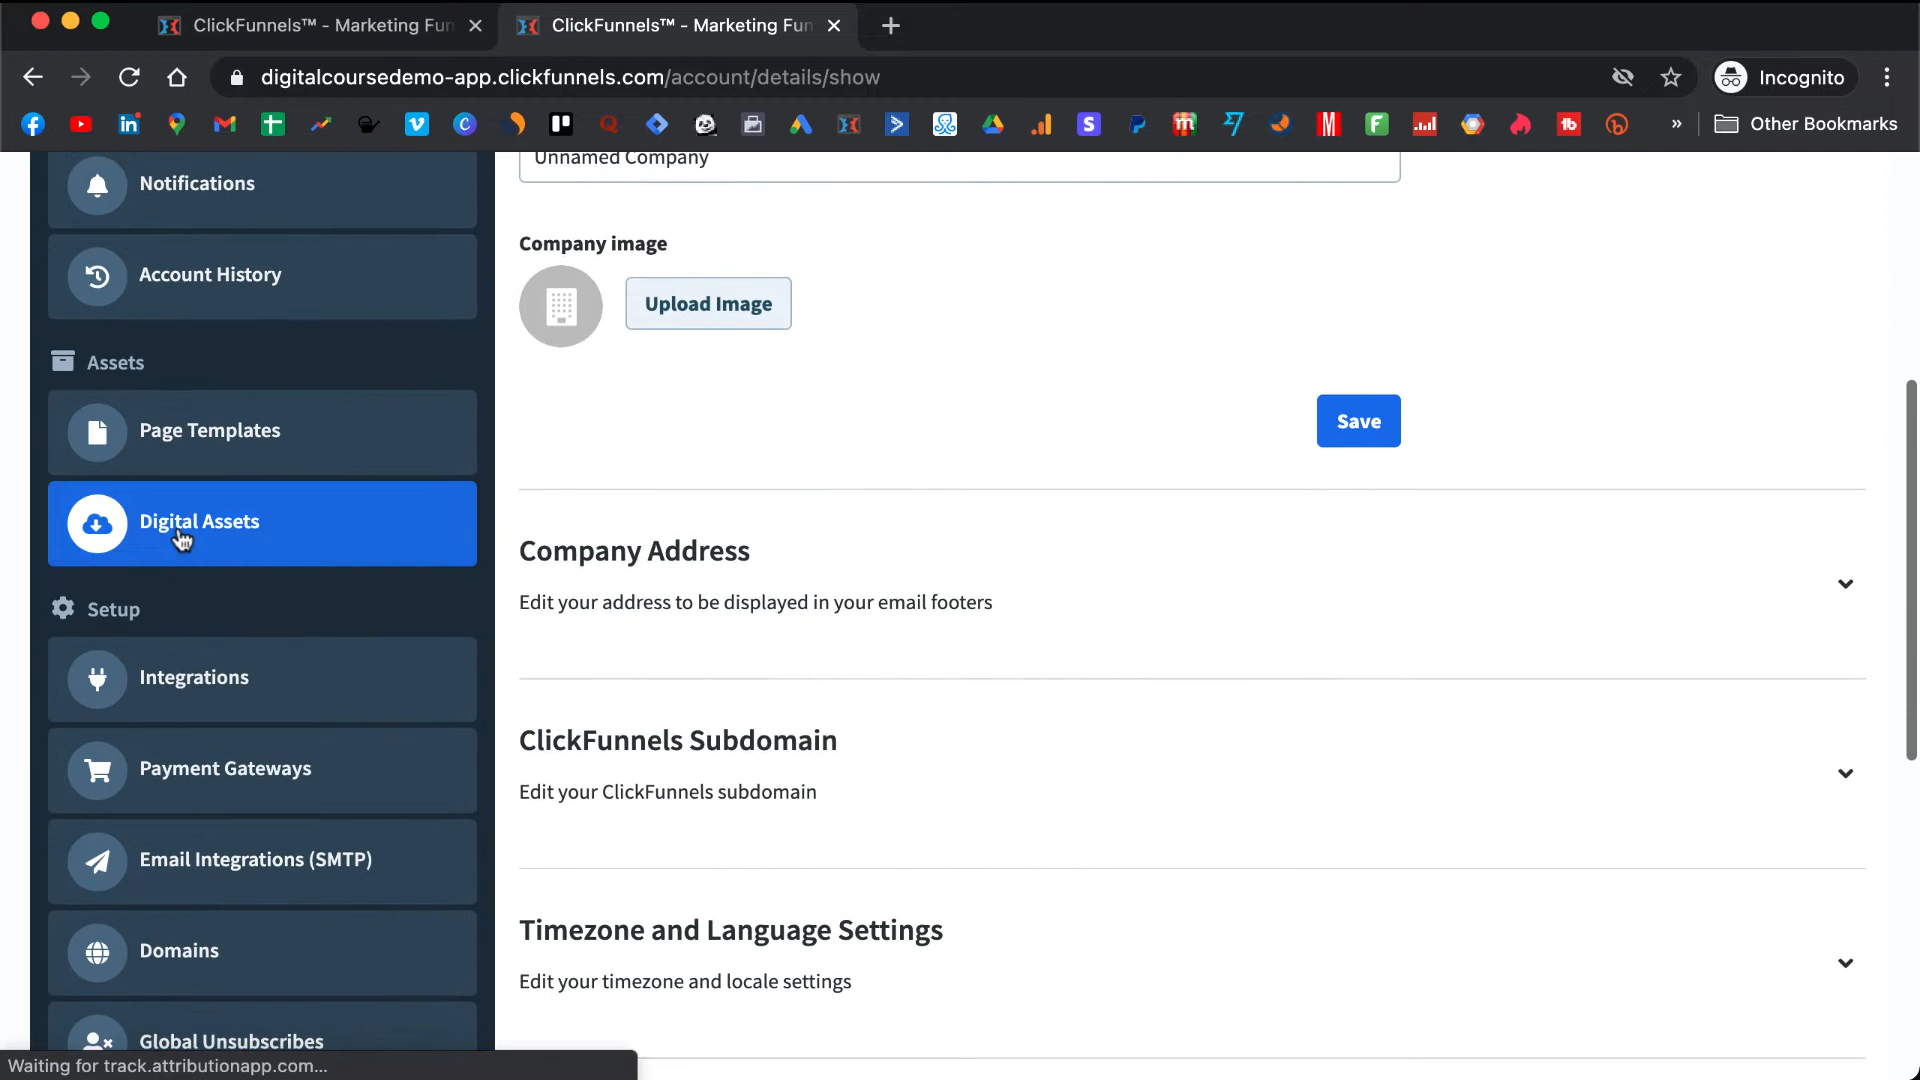 ClickFunnels™ - Marketing Fun
ClickFunnels™ - Marketing Fun
digitalcoursedemo-app.clickfunnels.com/account/details/show
Incognito
Other Bookmarks
Notifications
Account History
Assets
Page Templates
Digital Assets
Setup
Integrations
Payment Gateways
Email Integrations (SMTP)
Domains
Global Unsubscribes
Waiting for track.attributionapp.com...
Unnamed Company
Company image
Upload Image
Save
Company Address
Edit your address to be displayed in your email footers
ClickFunnels Subdomain
Edit your ClickFunnels subdomain
Timezone and Language Settings
Edit your timezone and locale settings